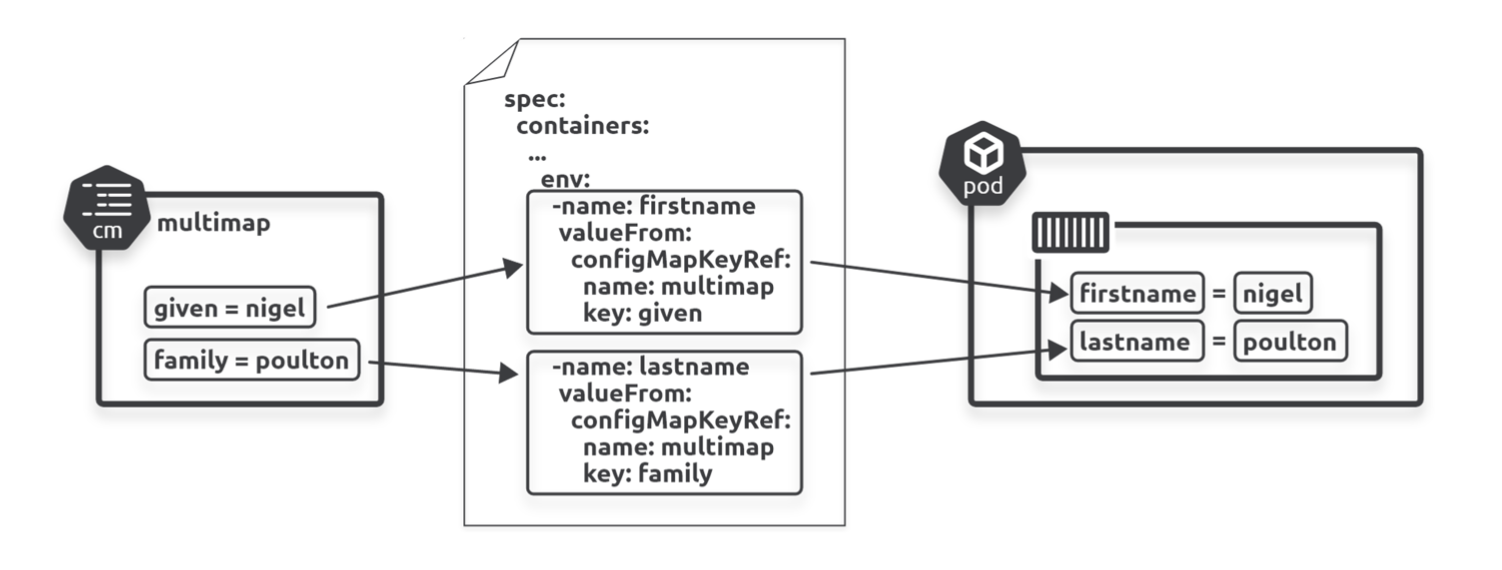 cm
multimap
given = nigel
family = poulton
spec:
containers:
...
env:
-name: firstname
valueFrom:
configMapKeyRef:
name: multimap
key: given
-name: lastname
valueFrom:
configMapKeyRef:
name: multimap
key: family
pod
firstname = nigel
lastname = poulton